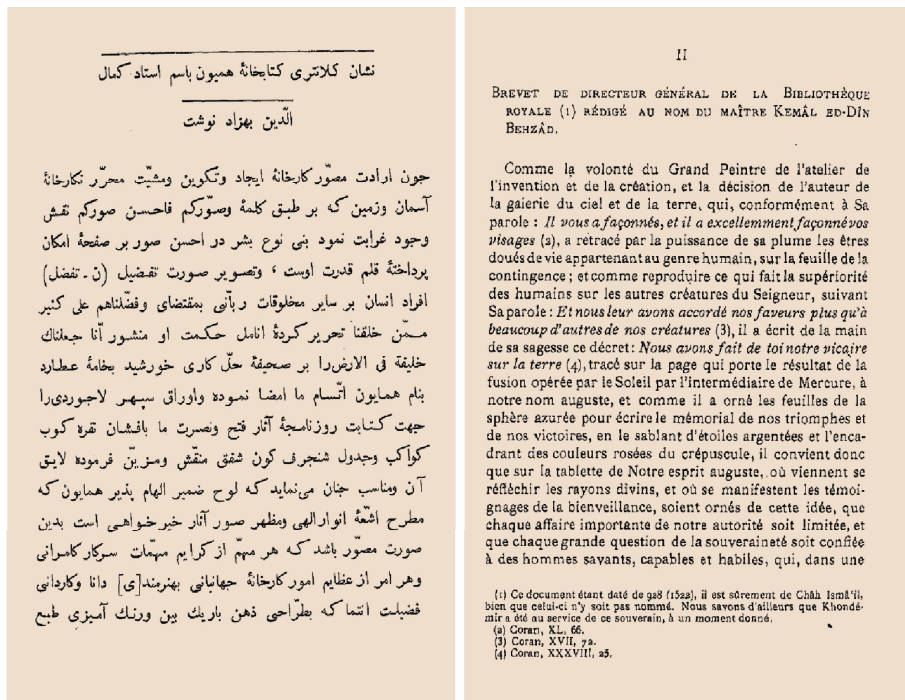 نشان کلانتری کتابخانهٔ همیون باسم استاد کمال
الدّین بهزاد نوشت
جون ارادت مصوّر کارخانهٔ ایجاد وتکوین ومشیّت محرّر نکارخانهٔ
آسمان وزمین که بر طبق کلمهٔ وصوّرکم فاحسن صورکم نقش
وجود غرابت نمود بنی نوع بشر در احسن صور بر صفحهٔ امکان
پرداختهٔ قلم قدرت اوست ، وتصویر صورت تفضیل (ن ـ تفضل)
افراد انسان بر سایر مخلوقات ربّانی بمقتضای وفضّلناهم علی کثیر
ممّن خلقنا تحریر کردهٔ انامل حکمت او منشور انّا جعلناك
خلیفة فی الارض را بر صحیفهٔ حلّ کاری خورشید بخامهٔ عطارد
بنام همایون اتّسام ما امضا نموده واوراق سپهر لاجوردی را
جهت کتابت روزنامجهٔ آثار فتح ونصرت ما بافشان نقره کوب
کواکب وجدول شنجرف کون شفق منقّش ومزیّن فرموده لایق
آن ومناسب جنان می‌نماید که لوح ضمیر الهام پذیر همایون که
مطرح اشعّهٔ انوار الهی ومظهر صور آثار خیر خواهی است بدین
صورت مصوّر باشد که هر مهمّ از کرایم مهمّات سرکار کامرانی
وهر امر از عظایم امور کارخانهٔ جهانبانی بهنرمند[ی] دانا وکاردانی
فضیلت انتما که بطرّاحی ذهن باریك بین ورنك آمیزی طبع
II
BREVET DE DIRECTEUR GÉNÉRAL DE LA BIBLIOTHÈQUE
ROYALE (1) RÉDIGÉ AU NOM DU MAÎTRE KEMÂL ED-DÎN
BEHZÂD.
Comme la volonté du Grand Peintre de l'atelier de
l'invention et de la création, et la décision de l'auteur de
la galerie du ciel et de la terre, qui, conformément à Sa
parole : Il vous a façonnés, et il a excellemment façonné vos
visages (2), a retracé par la puissance de sa plume les êtres
doués de vie appartenant au genre humain, sur la feuille de la
contingence ; et comme reproduire ce qui fait la supériorité
des humains sur les autres créatures du Seigneur, suivant
Sa parole : Et nous leur avons accordé nos faveurs plus qu'à
beaucoup d'autres de nos créatures (3), il a écrit de la main
de sa sagesse ce décret : Nous avons fait de toi notre vicaire
sur la terre (4), tracé sur la page qui porte le résultat de la
fusion opérée par le Soleil par l'intermédiaire de Mercure, à
notre nom auguste, et comme il a orné les feuilles de la
sphère azurée pour écrire le mémorial de nos triomphes et
de nos victoires, en le sablant d'étoiles argentées et l'enca-
drant des couleurs rosées du crépuscule, il convient donc
que sur la tablette de Notre esprit auguste, où viennent se
réfléchir les rayons divins, et où se manifestent les témoi-
gnages de la bienveillance, soient ornés de cette idée, que
chaque affaire importante de notre autorité soit limitée, et
que chaque grande question de la souveraineté soit confiée
à des hommes savants, capables et habiles, qui, dans une
(1) Ce document étant daté de 928 (1522), il est sûrement de Châh Ismâ'il,
bien que celui-ci n'y soit pas nommé. Nous savons d'ailleurs que Khondé-
mir a été au service de ce souverain, à un moment donné.
(2) Coran, XL, 66.
(3) Coran, XVII, 72.
(4) Coran, XXXVIII, 25.